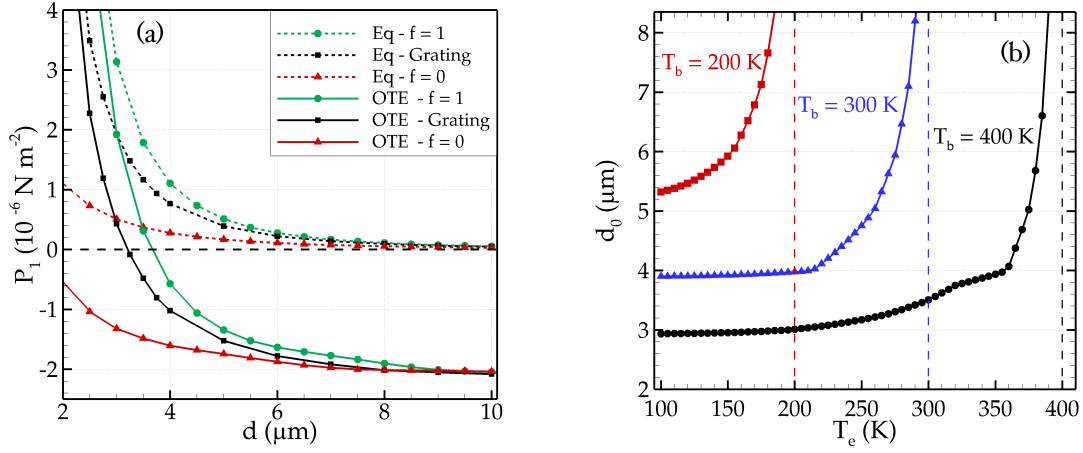 (a)
Eq - f = 1
Eq - Grating
Eq - f = 0
OTE - f = 1
OTE - Grating
OTE - f = 0
4
3
2
1
0
-1
-2
P₁ (10⁻⁶ N m⁻²)
2 4 6 8 10
d (μm)
(b)
T_b = 200 K
T_b = 300 K
T_b = 400 K
8
7
6
5
4
3
2
d₀ (μm)
100 150 200 250 300 350 400
Tₑ (K)